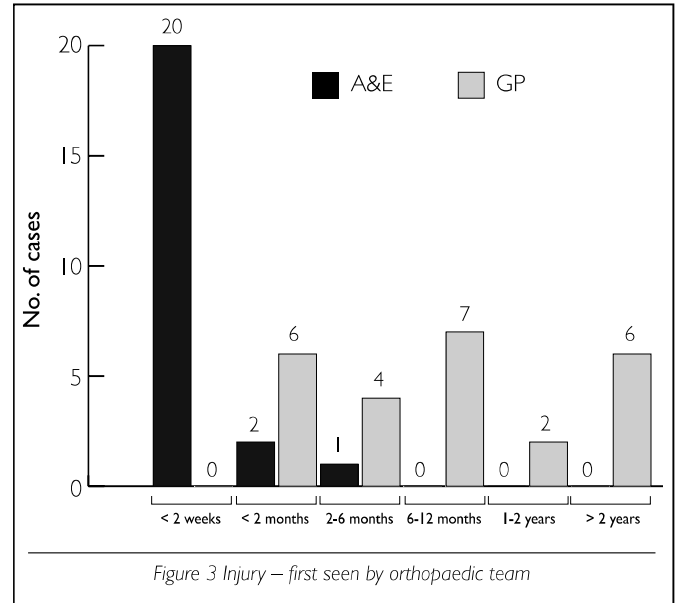 20
20
A&E
GP
15
No. of cases
10
7
6
6
5
4
2
2
1
0
0
0
0
0
< 2 weeks
< 2 months
2-6 months
6-12 months
1-2 years
> 2 years
Figure 3 Injury – first seen by orthopaedic team